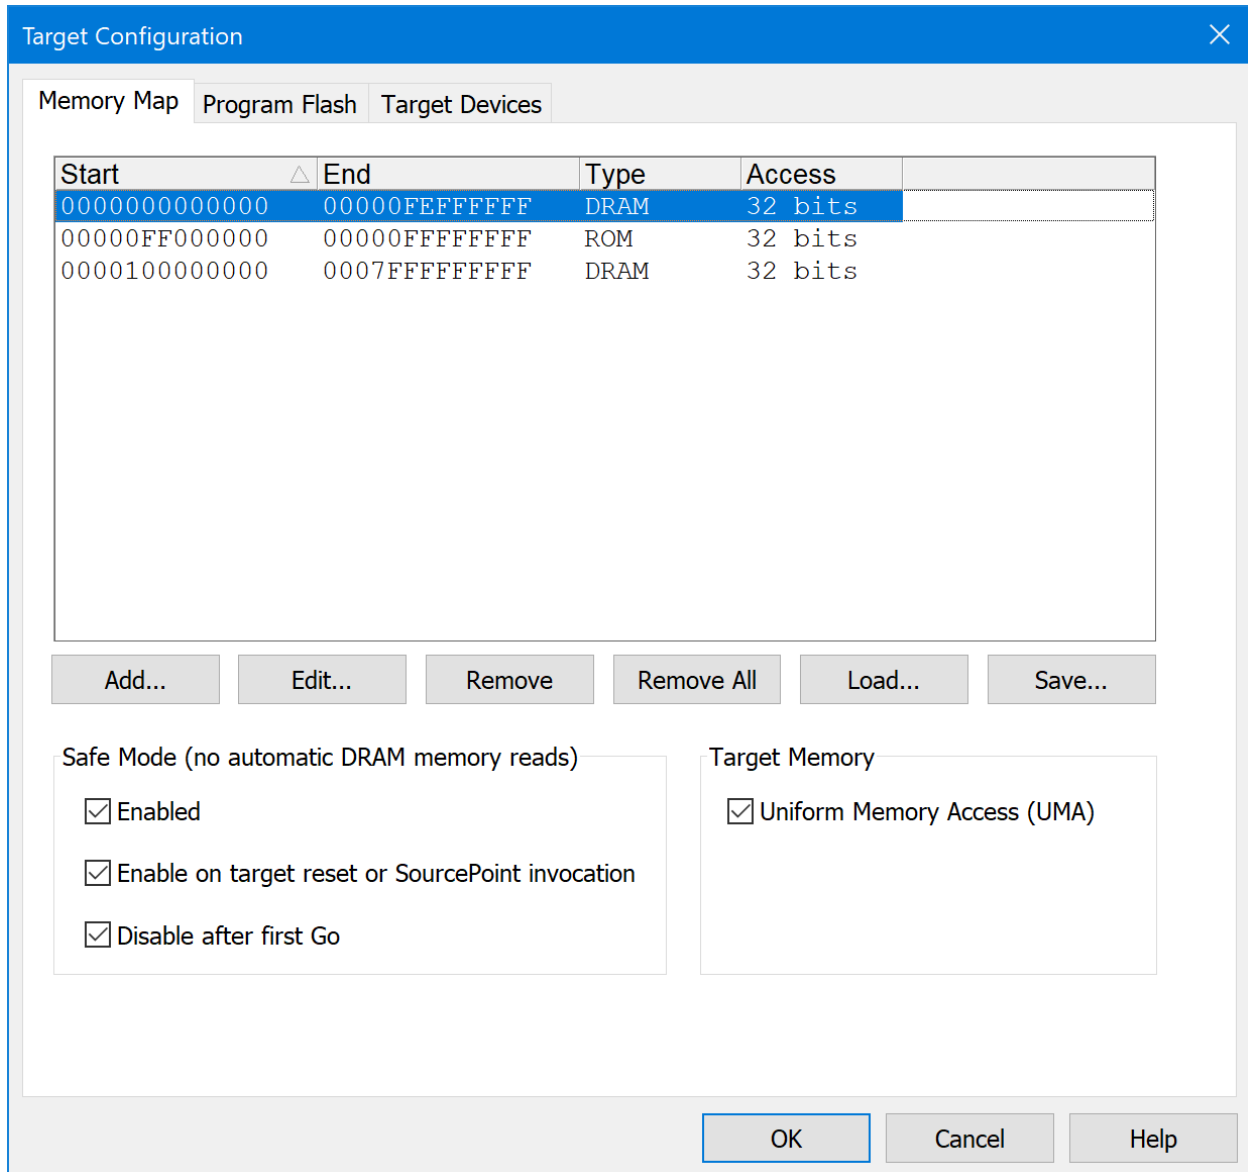 Target Configuration
Memory Map Program Flash Target Devices
Start End Type Access
0000000000000 00000FEFFFFFF DRAM 32 bits
00000FF000000 00000FFFFFFFF ROM 32 bits
0000100000000 0007FFFFFFFFF DRAM 32 bits
Add... Edit... Remove Remove All Load... Save...
Safe Mode (no automatic DRAM memory reads) Target Memory
Enabled Uniform Memory Access (UMA)
Enable on target reset or SourcePoint invocation
Disable after first Go
OK Cancel Help